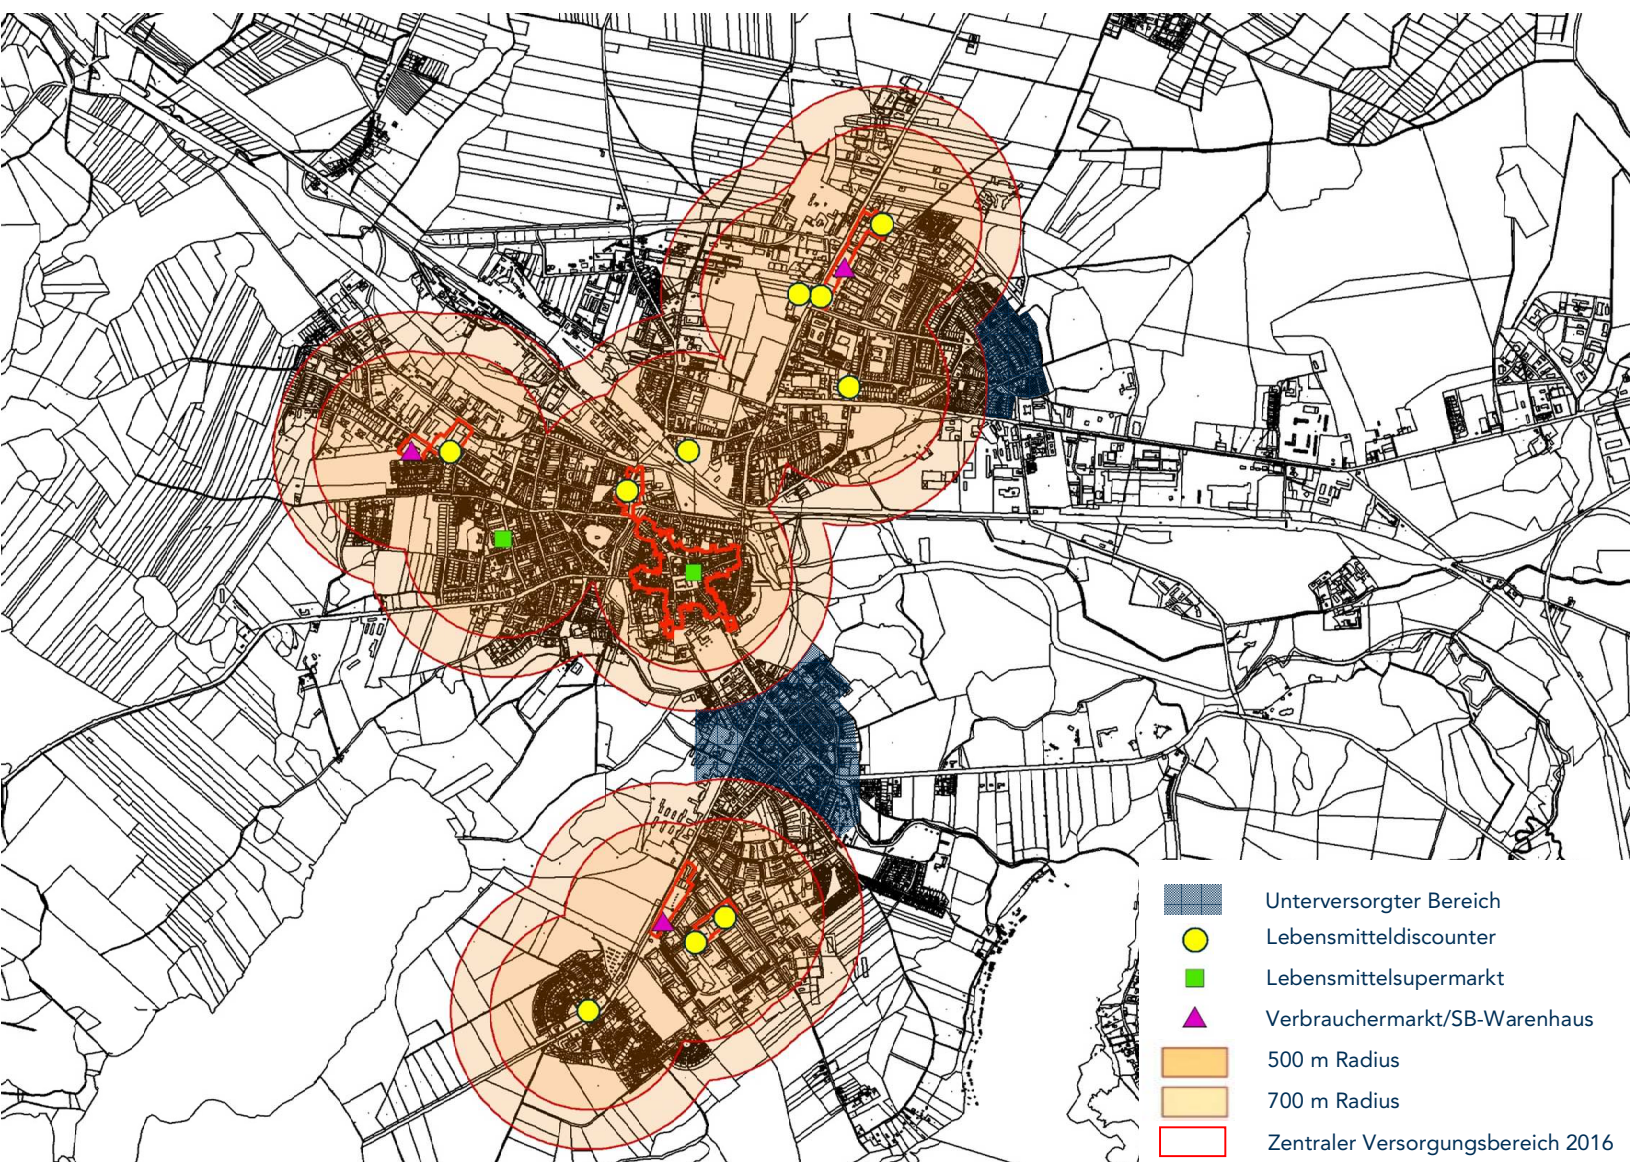 Unterversorgter Bereich
Lebensmitteldiscounter
Lebensmittelsupermarkt
Verbrauchermarkt/SB-Warenhaus
500 m Radius
700 m Radius
Zentraler Versorgungsbereich 2016